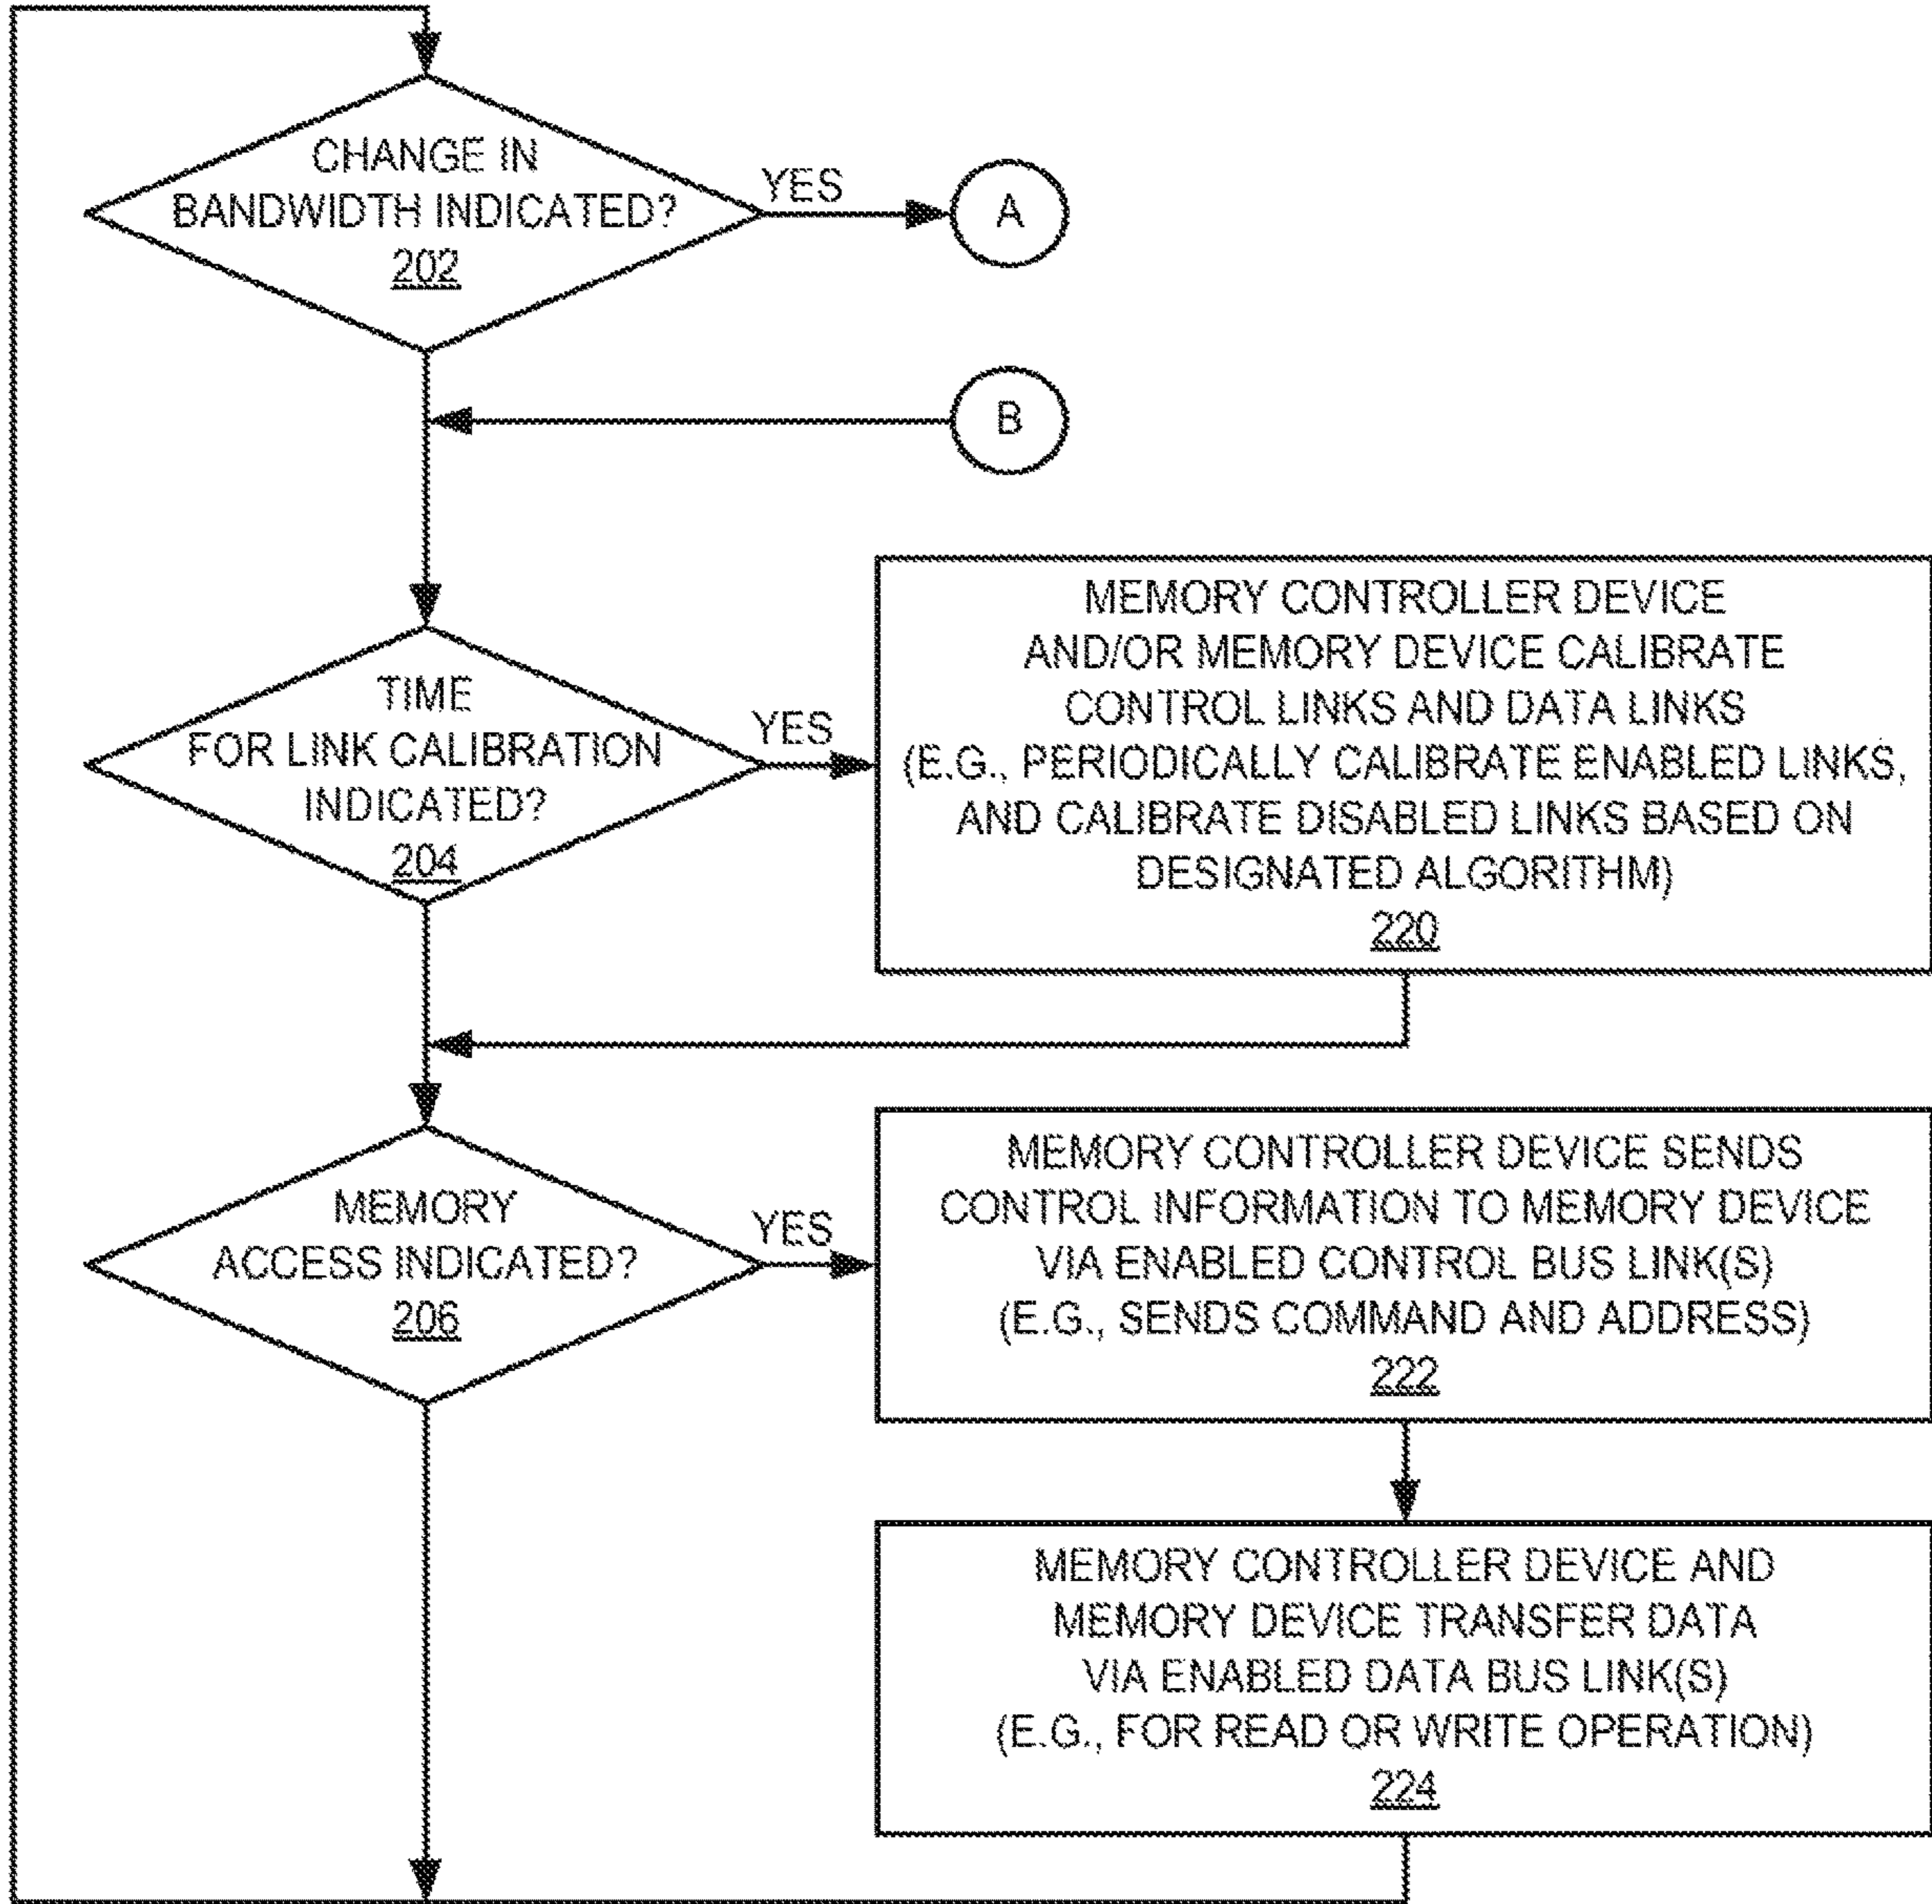 CHANGE IN
BANDWIDTH INDICATED?
202
YES
A
B
TIME
FOR LINK CALIBRATION
INDICATED?
204
YES
MEMORY CONTROLLER DEVICE
AND/OR MEMORY DEVICE CALIBRATE
CONTROL LINKS AND DATA LINKS
(E.G., PERIODICALLY CALIBRATE ENABLED LINKS,
AND CALIBRATE DISABLED LINKS BASED ON
DESIGNATED ALGORITHM)
220
MEMORY
ACCESS INDICATED?
206
YES
MEMORY CONTROLLER DEVICE SENDS
CONTROL INFORMATION TO MEMORY DEVICE
VIA ENABLED CONTROL BUS LINK(S)
(E.G., SENDS COMMAND AND ADDRESS)
222
MEMORY CONTROLLER DEVICE AND
MEMORY DEVICE TRANSFER DATA
VIA ENABLED DATA BUS LINK(S)
(E.G., FOR READ OR WRITE OPERATION)
224